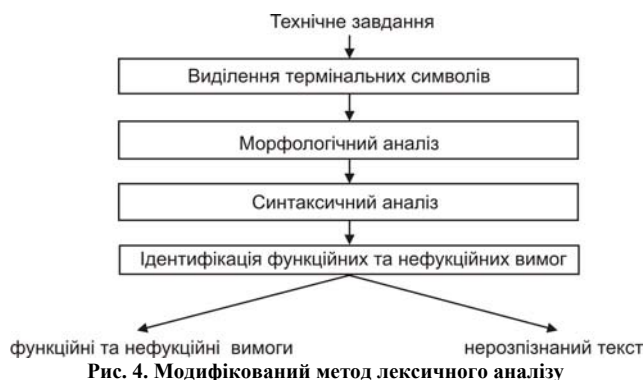 Технічне завдання
Виділення термінальних символів
Морфологічний аналіз
Синтаксичний аналіз
Ідентифікація функційних та нефукційних вимог
функційні та нефукційні вимоги нерозпізнаний текст
Рис. 4. Модифікований метод лексичного аналізу